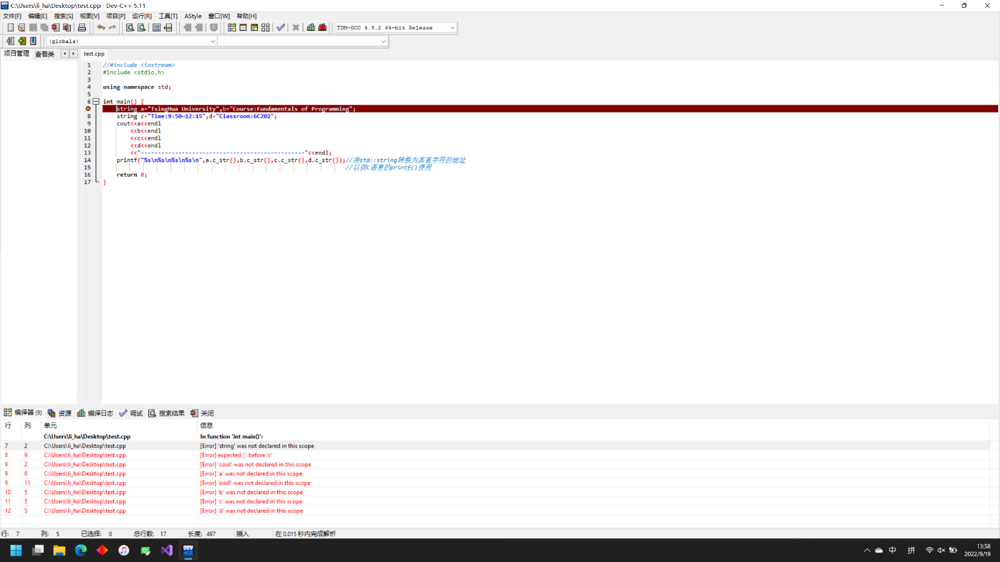 C:\Users\li_ha\Desktop\test.cpp - Dev-C++ 5.11
文件[F] 编辑[E] 搜索[S] 视图[V] 项目[P] 运行[R] 工具[T] AStyle 窗口[W] 帮助[H]
TDM-GCC 4.9.2 64-bit Release
(globals)
项目管理 查看类 test.cpp
1 //#include <iostream>
2 #include <stdio.h>
3
4 using namespace std;
5
6 int main() {
string a="TsingHua University",b="Course:Fundamentals of Programming";
8 string c="Time:9:50~12:15",d="Classroom:6C202";
9 cout<<a<<endl
10 <<b<<endl
11 <<c<<endl
12 <<d<<endl
13 <<"------------------------------------------------"<<endl;
14 printf("%s\n%s\n%s\n%s\n",a.c_str(),b.c_str(),c.c_str(),d.c_str());//将std::string转换为其首字符的地址
15 //以供C语言的printf()使用
16 return 0;
17 }
编译器 (9) 资源 编译日志 调试 搜索结果 关闭
行 列 单元 信息
C:\Users\li_ha\Desktop\test.cpp In function 'int main()':
7 2 C:\Users\li_ha\Desktop\test.cpp [Error] 'string' was not declared in this scope
8 9 C:\Users\li_ha\Desktop\test.cpp [Error] expected ';' before 'c'
9 2 C:\Users\li_ha\Desktop\test.cpp [Error] 'cout' was not declared in this scope
9 8 C:\Users\li_ha\Desktop\test.cpp [Error] 'a' was not declared in this scope
9 11 C:\Users\li_ha\Desktop\test.cpp [Error] 'endl' was not declared in this scope
10 5 C:\Users\li_ha\Desktop\test.cpp [Error] 'b' was not declared in this scope
11 5 C:\Users\li_ha\Desktop\test.cpp [Error] 'c' was not declared in this scope
12 5 C:\Users\li_ha\Desktop\test.cpp [Error] 'd' was not declared in this scope
行: 7 列: 5 已选择: 0 总行数: 17 长度: 497 插入 在 0.015 秒内完成解析
DEV
中 拼
13:58
2022/9/19